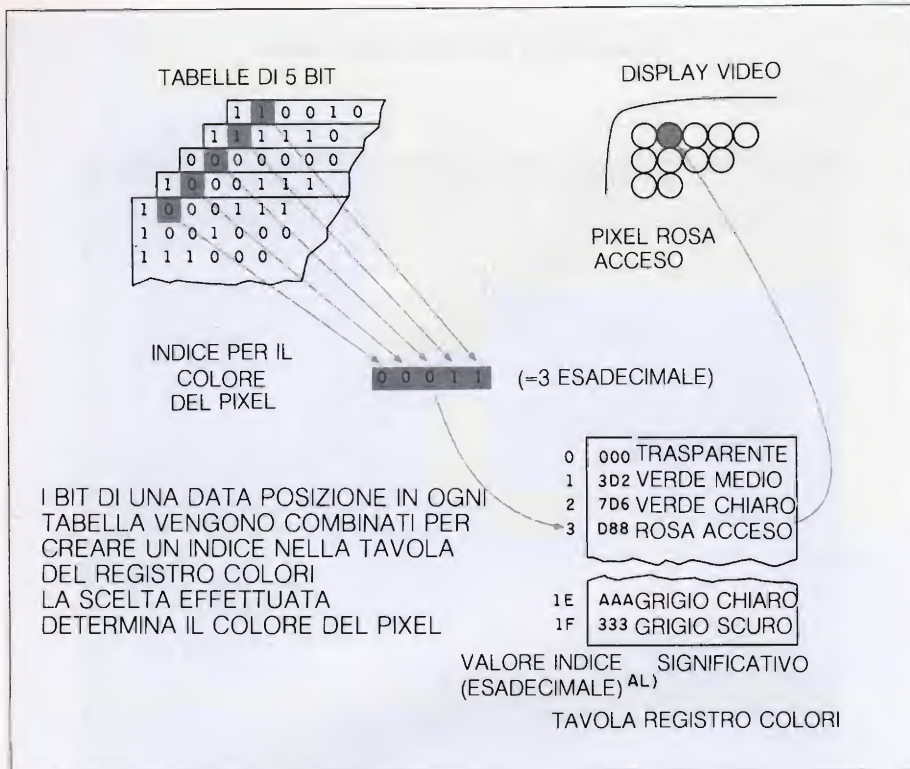 TABELLE DI 5 BIT
1 1 0 0 1 0
1 1 1 1 1 0
0 0 0 0 0 0 0
1 0 0 0 1 1 1
1 0 0 0 1 1 1
1 0 0 1 0 0 0
1 1 1 0 0 0
DISPLAY VIDEO
PIXEL ROSA
ACCESO
INDICE PER IL
COLORE
DEL PIXEL
0 0 0 1 1 (=3 ESADECIMALE)
I BIT DI UNA DATA POSIZIONE IN OGNI
TABELLA VENGONO COMBINATI PER
CREARE UN INDICE NELLA TAVOLA
DEL REGISTRO COLORI
LA SCELTA EFFETTUATA
DETERMINA IL COLORE DEL PIXEL
0 000 TRASPARENTE
1 3D2 VERDE MEDIO
2 7D6 VERDE CHIARO
3 D88 ROSA ACCESO
1E AAA GRIGIO CHIARO
1F 333 GRIGIO SCURO
VALORE INDICE SIGNIFICATIVO
(ESADECIMALE) AL)
TAVOLA REGISTRO COLORI